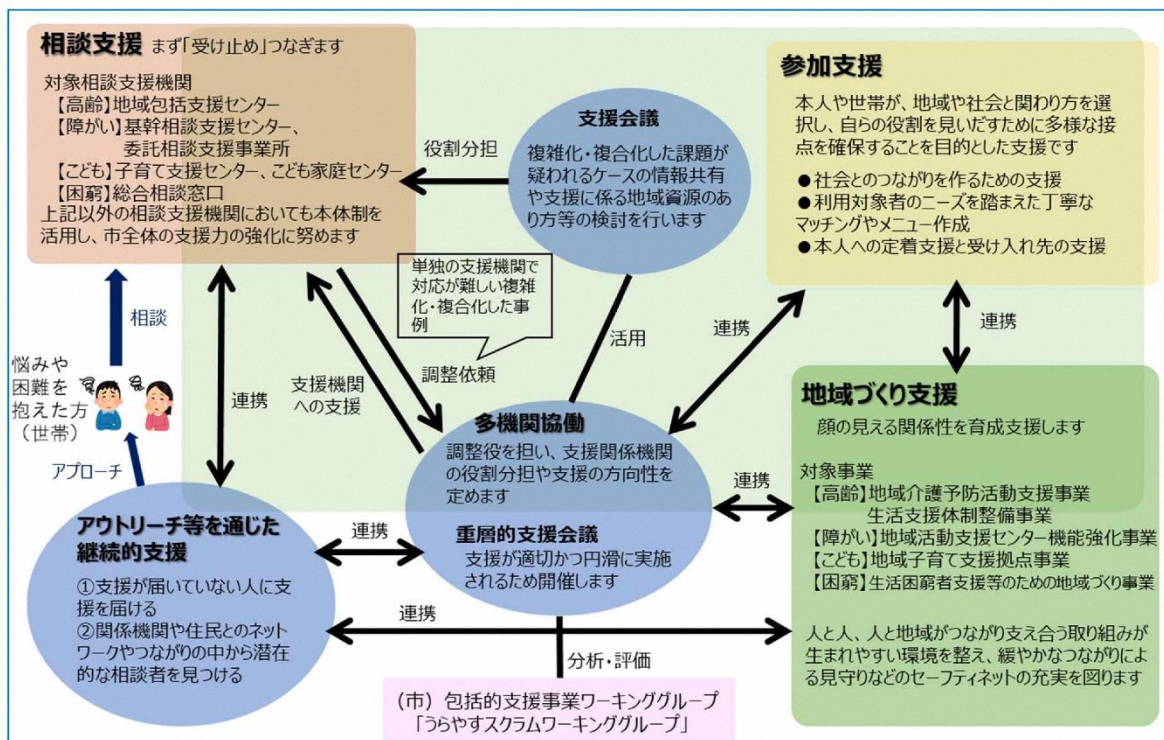 相談支援 まず「受け止め」つなぎます
対象相談支援機関
【高齢】地域包括支援センター
【障がい】基幹相談支援センター、
委託相談支援事業所
【こども】子育て支援センター、こども家庭センター
【困窮】総合相談窓口
上記以外の相談支援機関においても本体制を
活用し、市全体の支援力の強化に努めます
役割分担
支援会議
複雑化・複合化した課題が
疑われるケースの情報共有
や支援に係る地域資源のあ
り方等の検討を行います
参加支援
本人や世帯が、地域や社会と関わり方を選
択し、自らの役割を見いだすために多様な接
点を確保することを目的とした支援です
●社会とのつながりを作るための支援
●利用対象者のニーズを踏まえた丁寧な
マッチングやメニュー作成
●本人への定着支援と受け入れ先の支援
単独の支援機関で
対応が難しい複雑
化・複合化した事
例
相談
悩みや
困難を
抱えた方
（世帯）
アプローチ
連携
支援機関
への支援
調整依頼
活用
連携
連携
多機関協働
調整役を担い、支援関係機関
の役割分担や支援の方向性を
定めます
重層的支援会議
支援が適切かつ円滑に実施
されるため開催します
連携
地域づくり支援
顔の見える関係性を育成支援します
対象事業
【高齢】地域介護予防活動支援事業
生活支援体制整備事業
【障がい】地域活動支援センター機能強化事業
【こども】地域子育て支援拠点事業
【困窮】生活困窮者支援等のための地域づくり事業
人と人、人と地域がつながり支え合う取り組みが
生まれやすい環境を整え、緩やかなつながりによ
る見守りなどのセーフティネットの充実を図ります
アウトリーチ等を通じた
継続的支援
①支援が届いていない人に支
援を届ける
②関係機関や住民とのネット
ワークやつながりの中から潜在
的な相談者を見つける
連携
連携
分析・評価
（市）包括的支援事業ワーキンググループ
「うらやすスクラムワーキンググループ」